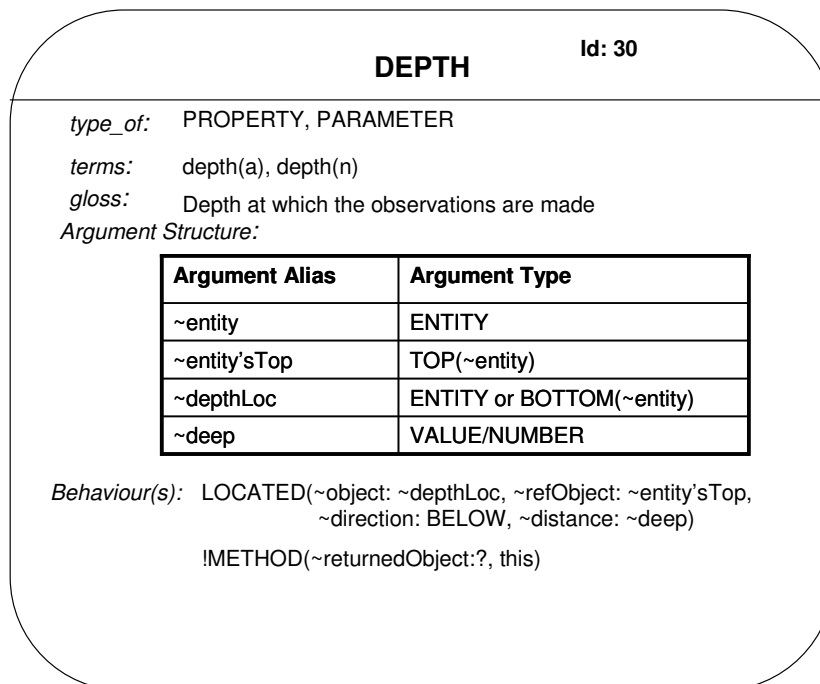 Id: 30
DEPTH
type_of: PROPERTY, PARAMETER
terms: depth(a), depth(n)
gloss: Depth at which the observations are made
Argument Structure:
Argument Alias Argument Type
~entity ENTITY
~entity'sTop TOP(~entity)
~depthLoc ENTITY or BOTTOM(~entity)
~deep VALUE/NUMBER
Behaviour(s): LOCATED(~object: ~depthLoc, ~refObject: ~entity'sTop,
~direction: BELOW, ~distance: ~deep)
!METHOD(~returnedObject:?, this)